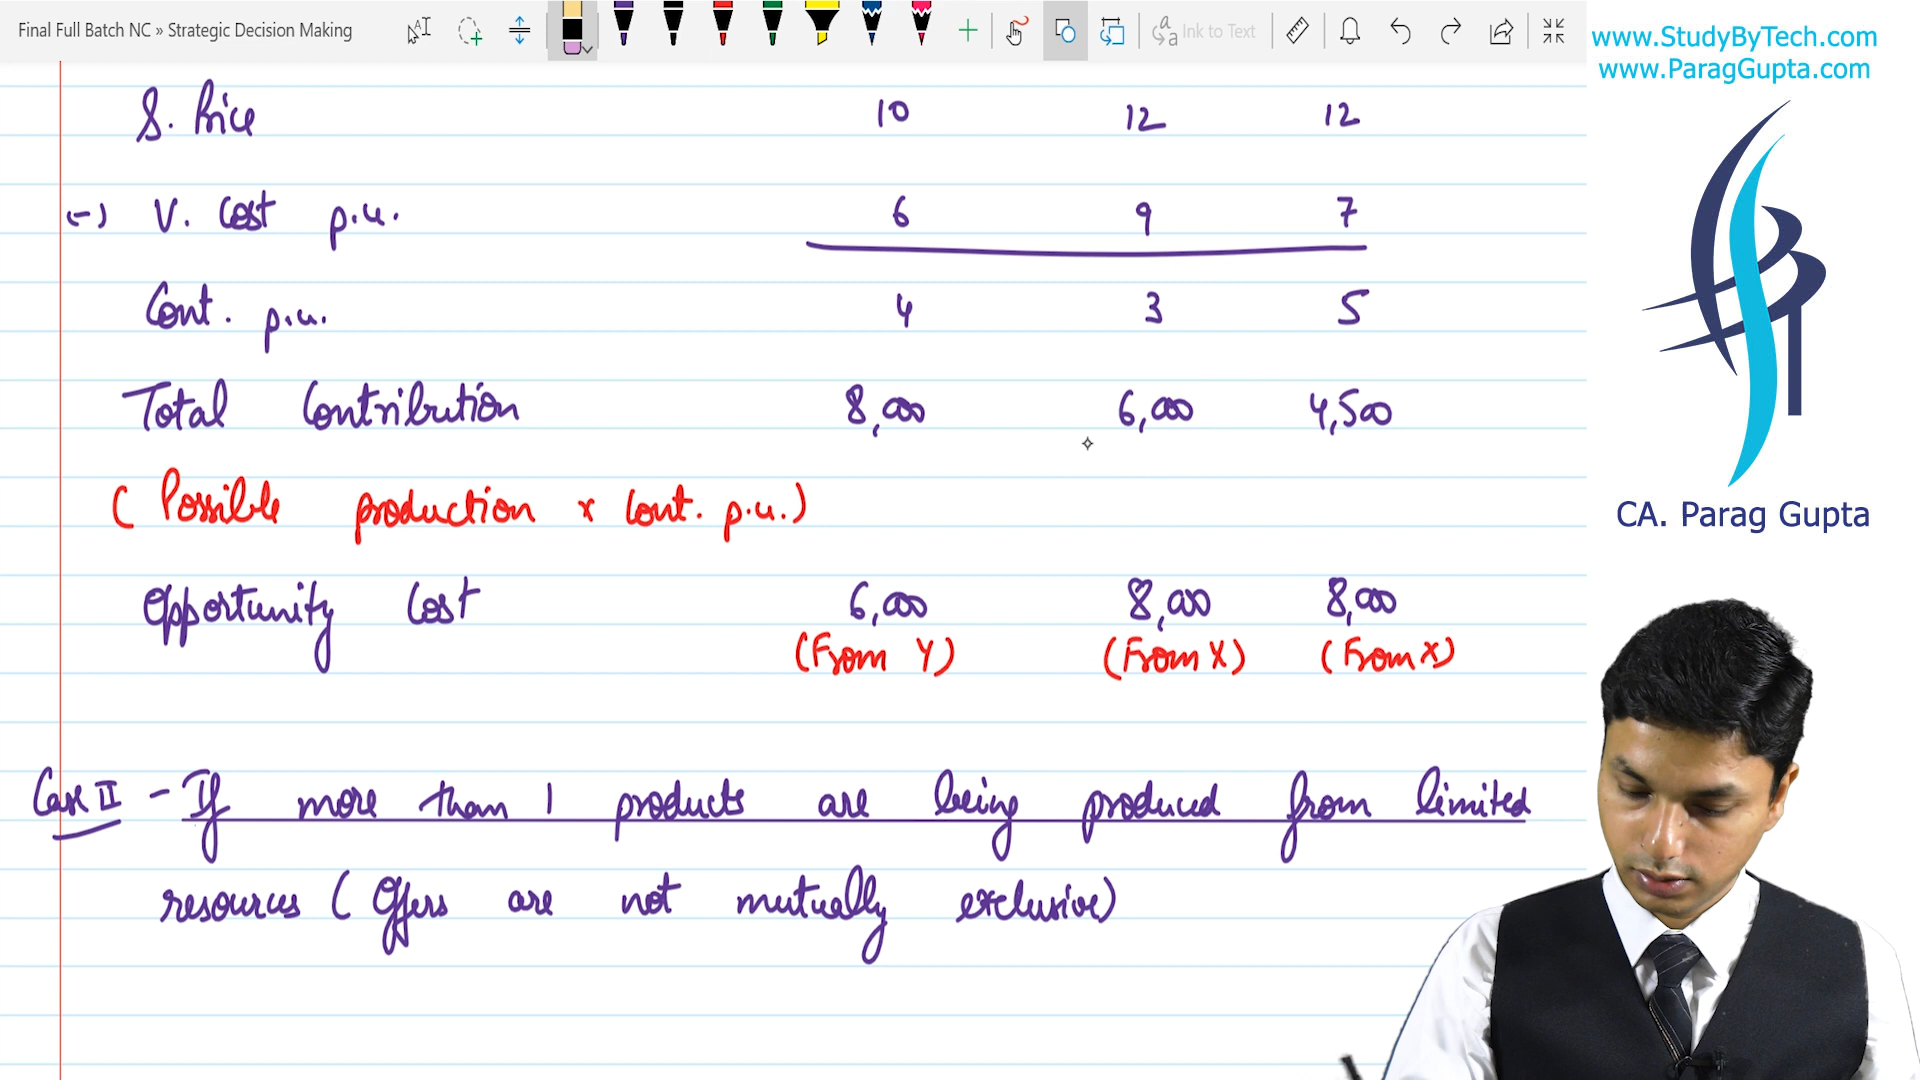 Final Full Batch NC » Strategic Decision Making
Ink to Text
www.StudyByTech.com
www.ParagGupta.com
S. Price 10 12 12
(-) V. Cost p.u. 6 9 7
Cont. p.u. 4 3 5
Total Contribution 8,000 6,000 4,500
(Possible production x Cont. p.u.)
CA. Parag Gupta
Opportunity Cost 6,000 8,000 8,000
(From Y) (From X) (From X)
Case II - If more than 1 products are being produced from limited
resources (Offers are not mutually exclusive)